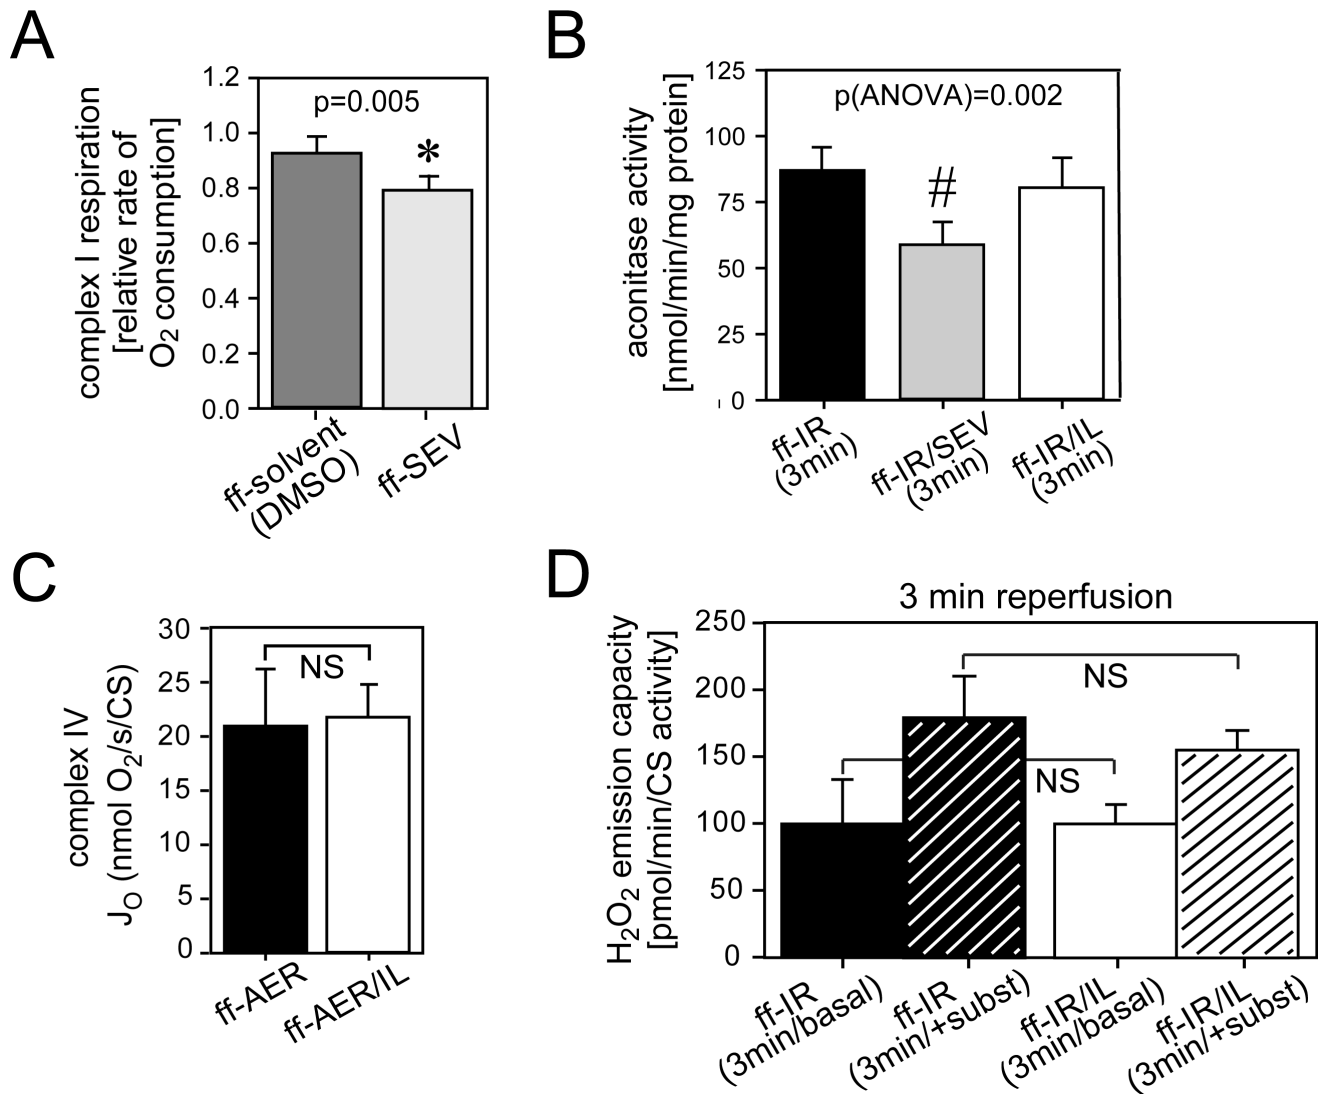 A
complex I respiration
[relative rate of
O2 consumption]
1.2
1.0
0.8
0.6
0.4
0.2
0.0
p=0.005
*
ff-solvent
(DMSO)
ff-SEV
B
aconitase activity
[nmol/min/mg protein]
125
100
75
50
25
0
p(ANOVA)=0.002
#
ff-IR
(3min)
ff-IR/SEV
(3min)
ff-IR/IL
(3min)
C
complex IV
JO (nmol O2/s/CS)
30
25
20
15
10
5
0
NS
ff-AER
ff-AER/IL
D
3 min reperfusion
H2O2 emission capacity
[pmol/min/CS activity]
250
200
150
100
50
0
NS
NS
ff-IR
(3min/basal)
ff-IR
(3min/+subst)
ff-IR/IL
(3min/basal)
ff-IR/IL
(3min/+subst)